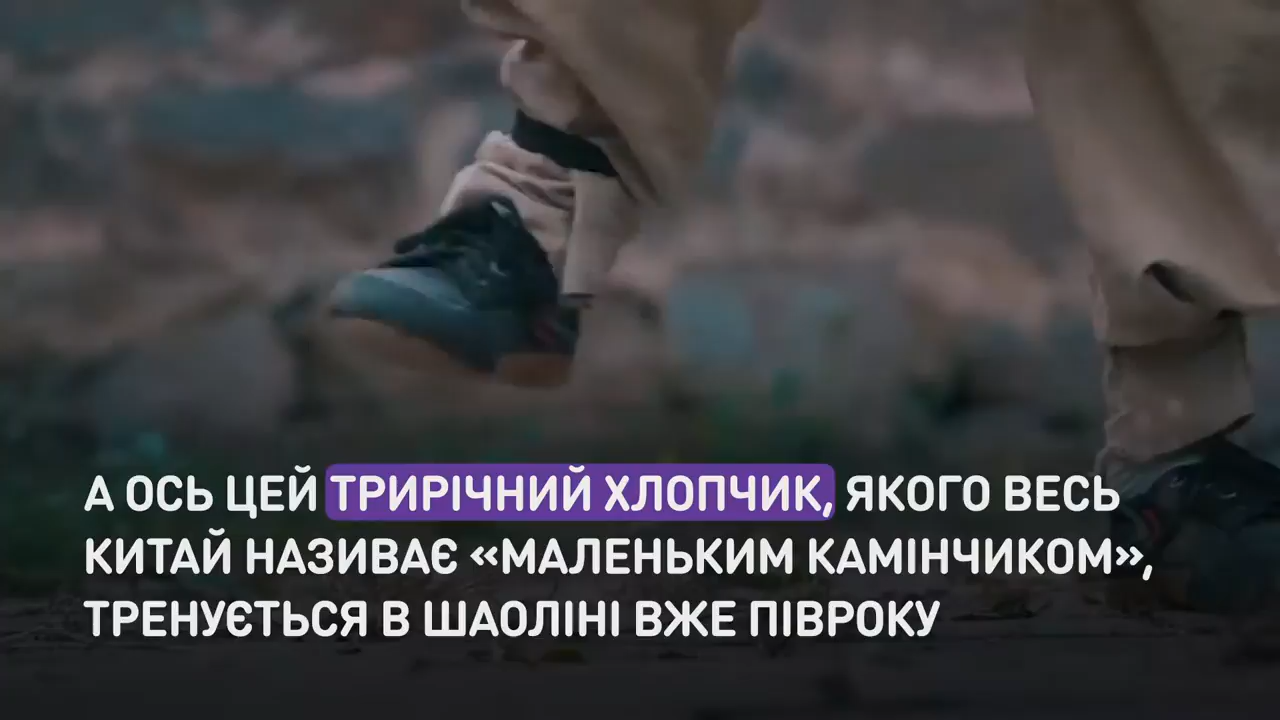 А ОСЬ ЦЕЙ ТРИРІЧНИЙ ХЛОПЧИК, ЯКОГО ВЕСЬ
КИТАЙ НАЗИВАЄ «МАЛЕНЬКИМ КАМІНЧИКОМ»,
ТРЕНУЄТЬСЯ В ШАОЛІНІ ВЖЕ ПІВРОКУ